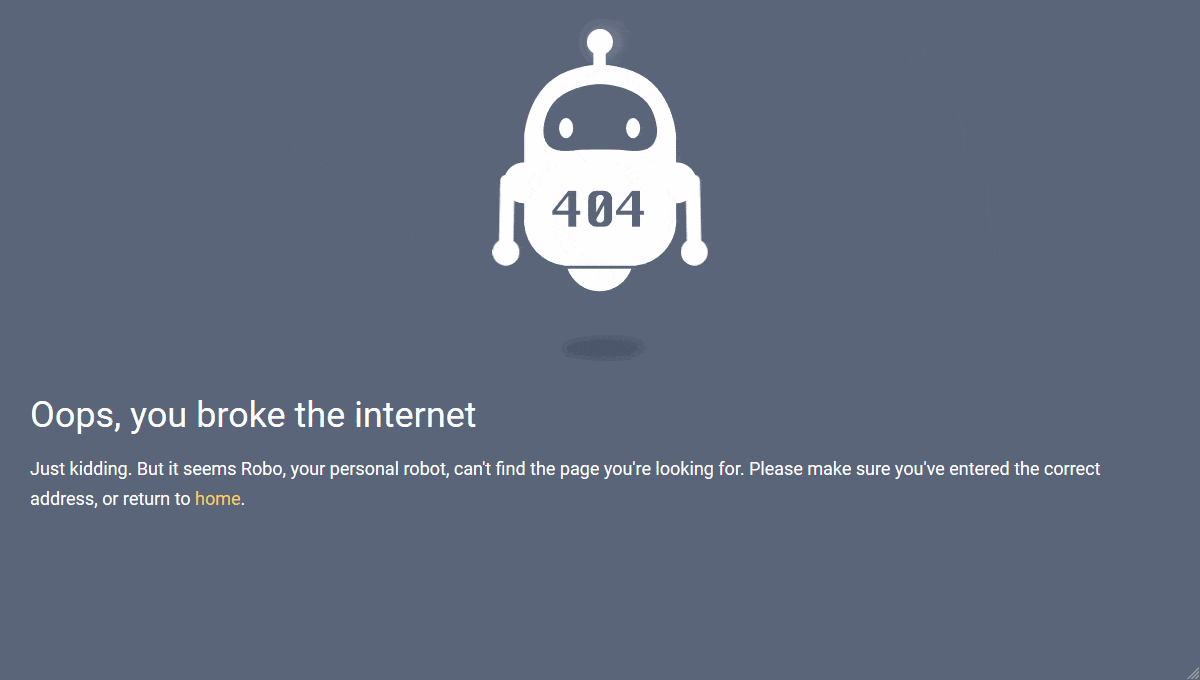 404
Oops, you broke the internet
Just kidding. But it seems Robo, your personal robot, can't find the page you're looking for. Please make sure you've entered the correct
address, or return to home.